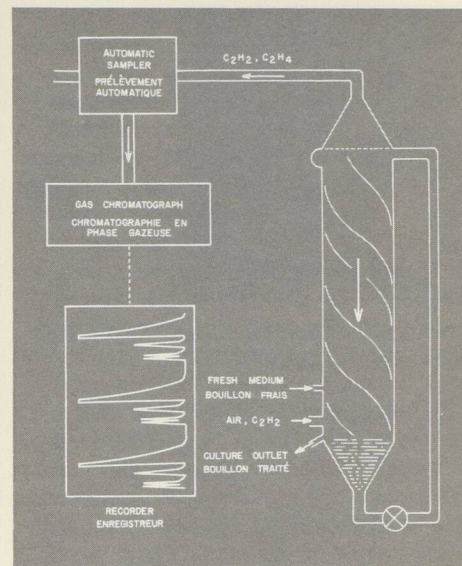 AUTOMATIC
SAMPLER
PRÉLÈVEMENT
AUTOMATIQUE
C2H2, C2H4
GAS CHROMATOGRAPH
CHROMATOGRAPHIE EN
PHASE GAZEUSE
FRESH MEDIUM
BOUILLON FRAIS
AIR, C2H2
CULTURE OUTLET
BOUILLON TRAITÉ
RECORDER
ENREGISTREUR